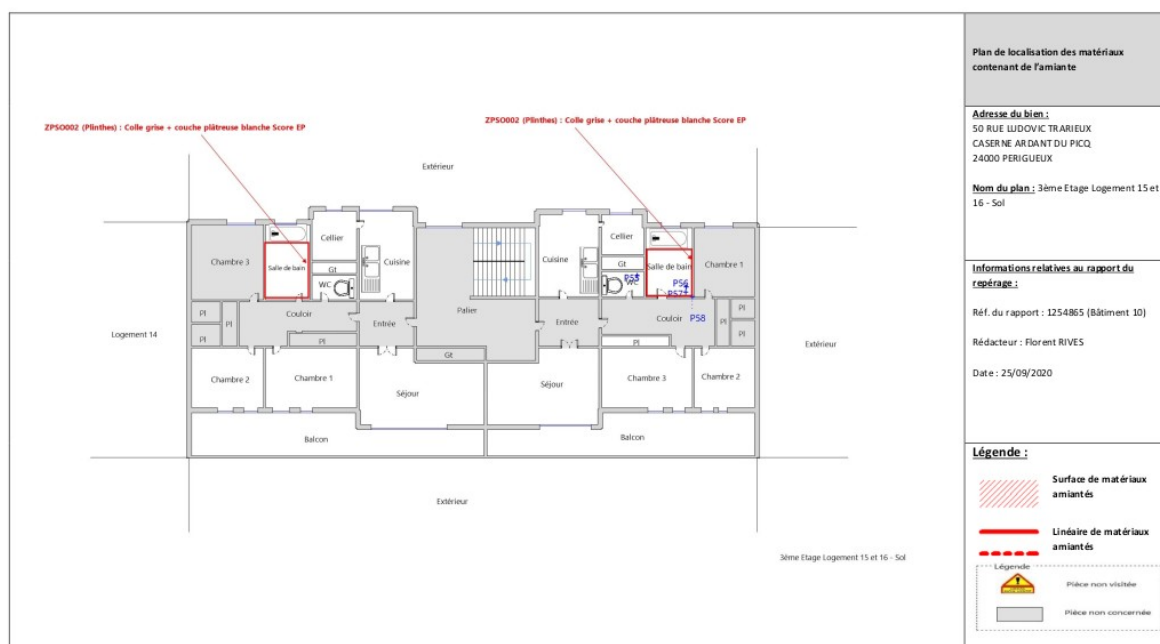 ZPSO002 (Plinthes) : Colle grise + couche plâtreuse blanche Score EP
ZPSO002 (Plinthes) : Colle grise + couche plâtreuse blanche Score EP
Extérieur
Cellier
Cellier
Chambre 3
Salle de bain
Cuisine
Cuisine
Salle de bain
Chambre 1
Gt
Gt
WC
WC
P55
P56
P57
P58
Logement 14
Pl
Pl
Pl
Couloir
Entrée
Palier
Entrée
Couloir
Pl
Pl
Pl
Pl
Pl
Gt
Extérieur
Chambre 2
Chambre 1
Séjour
Séjour
Chambre 3
Chambre 2
Balcon
Balcon
Extérieur
3ème Etage Logement 15 et 16 - Sol
Plan de localisation des matériaux
contenant de l'amiante
Adresse du bien :
50 RUE LUDOVIC TRARIEUX
CASERNE ARDANT DU PICQ
24000 PERIGUEUX
Nom du plan : 3ème Etage Logement 15 et
16 - Sol
Informations relatives au rapport du
repérage :
Réf. du rapport : 1254865 (Bâtiment 10)
Rédacteur : Florent RIVES
Date : 25/09/2020
Légende :
Surface de matériaux
amiantés
Linéaire de matériaux
amiantés
Légende
Pièce non visitée
Pièce non concernée